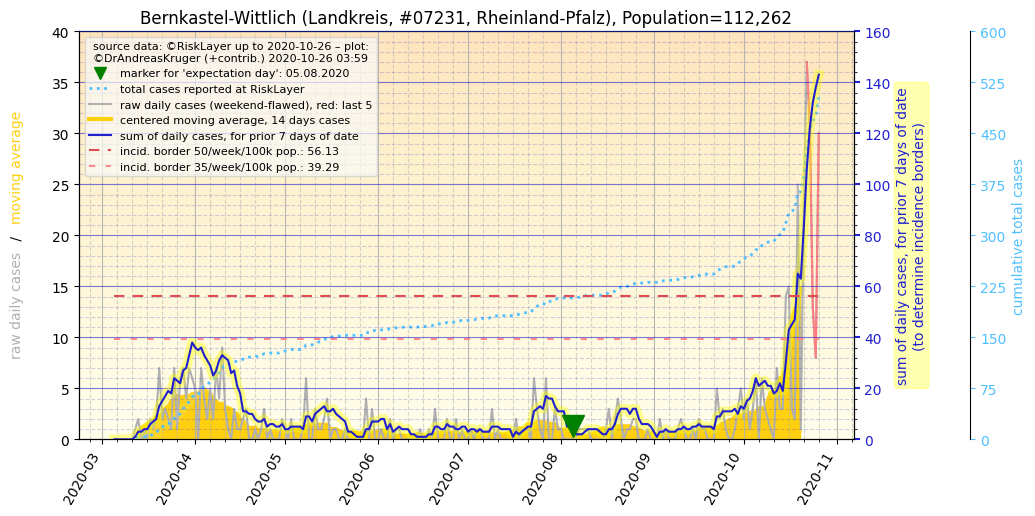 Bernkastel-Wittlich (Landkreis, #07231, Rheinland-Pfalz), Population=112,262
source data: ©RiskLayer up to 2020-10-26 – plot:
©DrAndreasKruger (+contrib.) 2020-10-26 03:59
marker for 'expectation day': 05.08.2020
total cases reported at RiskLayer
raw daily cases (weekend-flawed), red: last 5
centered moving average, 14 days cases
sum of daily cases, for prior 7 days of date
incid. border 50/week/100k pop.: 56.13
incid. border 35/week/100k pop.: 39.29
raw daily cases / moving average
40
35
30
25
20
15
10
5
0
160
140
120
100
80
60
40
20
0
sum of daily cases, for prior 7 days of date
(to determine incidence borders)
600
525
450
375
300
225
150
75
0
cumulative total cases
2020-03
2020-04
2020-05
2020-06
2020-07
2020-08
2020-09
2020-10
2020-11